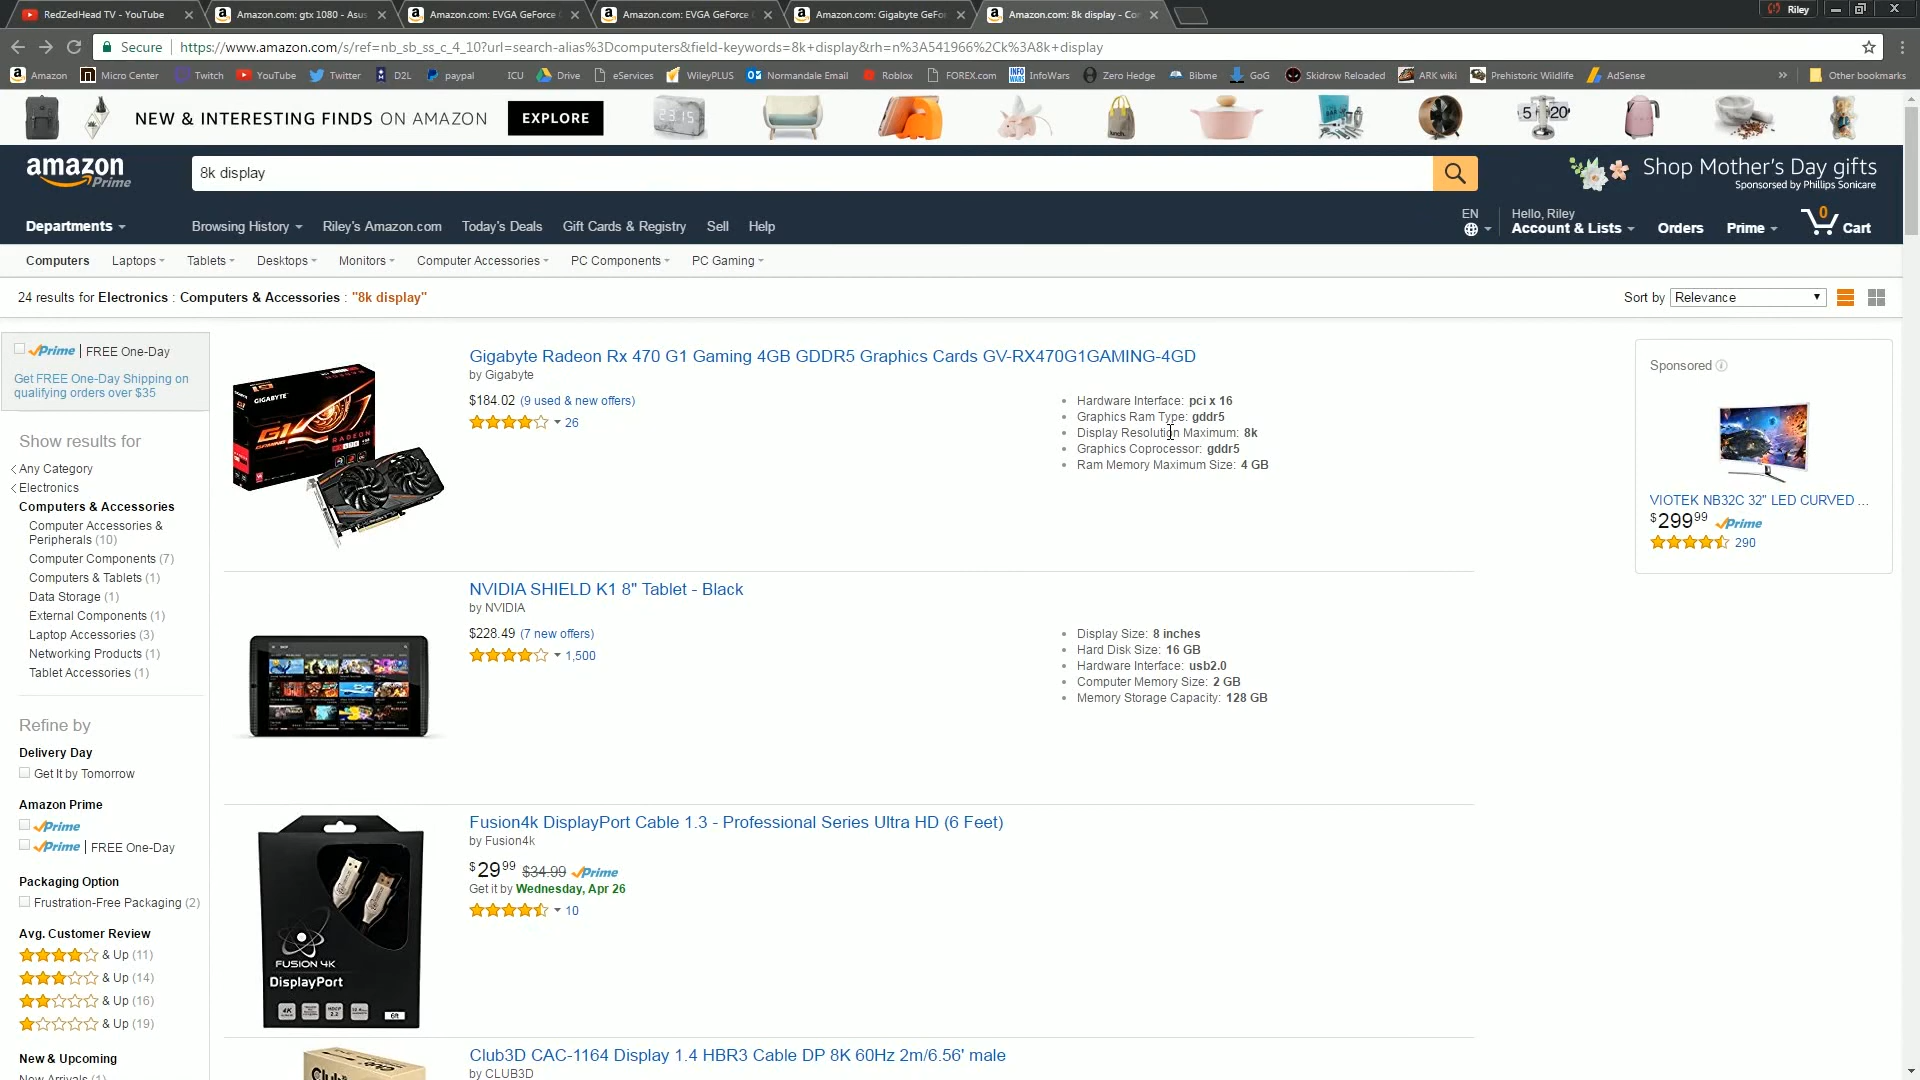 RedZedHead TV - YouTube
Amazon.com: gtx 1080 - Asus
Amazon.com: EVGA GeForce
Amazon.com: EVGA GeForce
Amazon.com: Gigabyte GeFor
Amazon.com: 8k display - Co
Riley
Secure
https://www.amazon.com/s/ref=nb_sb_ss_c_4_10?url=search-alias%3Dcomputers&field-keywords=8k+display&rh=n%3A541966%2Ck%3A8k+display
Amazon Micro Center Twitch YouTube Twitter D2L paypal ICU Drive eServices WileyPLUS Normandale Email Roblox FOREX.com InfoWars Zero Hedge Bibme GoG Skidrow Reloaded ARK wiki Prehistoric Wildlife AdSense » Other bookmarks
NEW & INTERESTING FINDS ON AMAZON EXPLORE
amazon Prime
8k display
Shop Mother's Day gifts
Sponsorsed by Phillips Sonicare
Departments
Browsing History Riley's Amazon.com Today's Deals Gift Cards & Registry Sell Help
EN
Hello, Riley
Account & Lists
Orders
Prime
0
Cart
Computers Laptops Tablets Desktops Monitors Computer Accessories PC Components PC Gaming
24 results for Electronics : Computers & Accessories : "8k display"
Sort by Relevance
Prime | FREE One-Day
Get FREE One-Day Shipping on
qualifying orders over $35
Show results for
Any Category
Electronics
Computers & Accessories
Computer Accessories &
Peripherals (10)
Computer Components (7)
Computers & Tablets (1)
Data Storage (1)
External Components (1)
Laptop Accessories (3)
Networking Products (1)
Tablet Accessories (1)
Refine by
Delivery Day
Get It by Tomorrow
Amazon Prime
Prime
Prime | FREE One-Day
Packaging Option
Frustration-Free Packaging (2)
Avg. Customer Review
& Up (11)
& Up (14)
& Up (16)
& Up (19)
New & Upcoming
New Arrivals (1)
GIGABYTE
G1
GAMING
RADEON
Gigabyte Radeon Rx 470 G1 Gaming 4GB GDDR5 Graphics Cards GV-RX470G1GAMING-4GD
by Gigabyte
$184.02 (9 used & new offers)
26
Hardware Interface: pci x 16
Graphics Ram Type: gddr5
Display Resolution Maximum: 8k
Graphics Coprocessor: gddr5
Ram Memory Maximum Size: 4 GB
NVIDIA SHIELD K1 8" Tablet - Black
by NVIDIA
$228.49 (7 new offers)
1,500
Display Size: 8 inches
Hard Disk Size: 16 GB
Hardware Interface: usb2.0
Computer Memory Size: 2 GB
Memory Storage Capacity: 128 GB
FUSION 4K
DisplayPort
4K
6ft
Fusion4k DisplayPort Cable 1.3 - Professional Series Ultra HD (6 Feet)
by Fusion4k
$29 99 $34.99 Prime
Get it by Wednesday, Apr 26
10
Club
Club3D CAC-1164 Display 1.4 HBR3 Cable DP 8K 60Hz 2m/6.56' male
by CLUB3D
Sponsored
VIOTEK NB32C 32" LED CURVED ...
$299 99 Prime
290